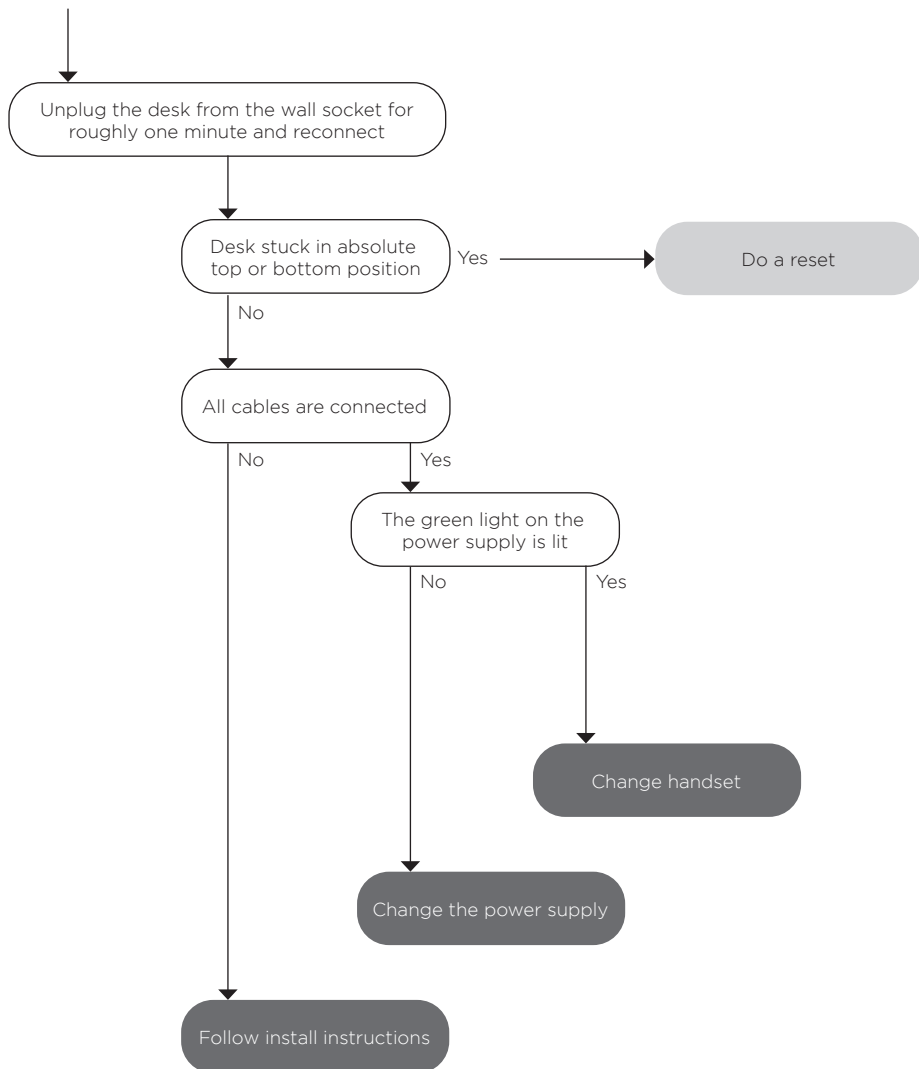 Unplug the desk from the wall socket for
roughly one minute and reconnect
Desk stuck in absolute
top or bottom position
Yes
Do a reset
No
All cables are connected
No
Yes
The green light on the
power supply is lit
No
Yes
Change handset
Change the power supply
Follow install instructions